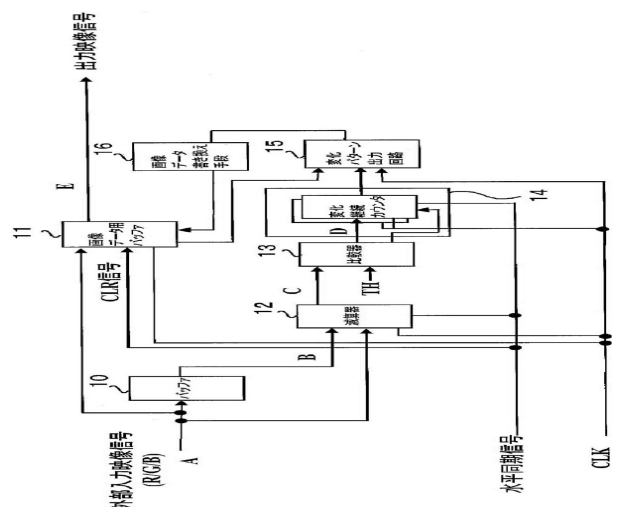 外部入力映像信号
(R/G/B)
A
10
バッファ
B
12
減算器
C
TH
13
比較器
D
14
変化
継続
カウンタ
15
変化
パターン
出力
回路
16
画像
データ
書き換え
手段
11
画像
データ用
バッファ
CLR信号
E
出力映像信号
水平同期信号
CLK